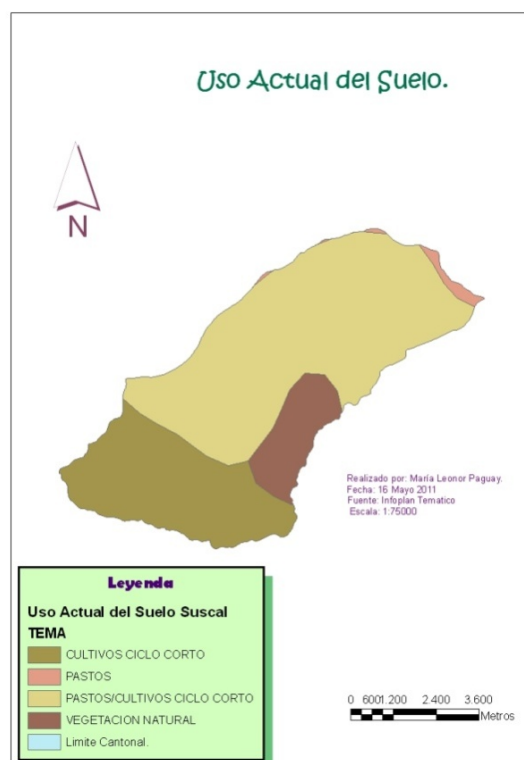 Uso Actual del Suelo.
N
Realizado por: María Leonor Paguay.
Fecha: 16 Mayo 2011
Fuente: Infoplan Tematico
Escala: 1:75000
Leyenda
Uso Actual del Suelo Suscal
TEMA
CULTIVOS CICLO CORTO
PASTOS
PASTOS/CULTIVOS CICLO CORTO
VEGETACION NATURAL
Limite Cantonal.
0 6001.200 2.400 3.600
Metros